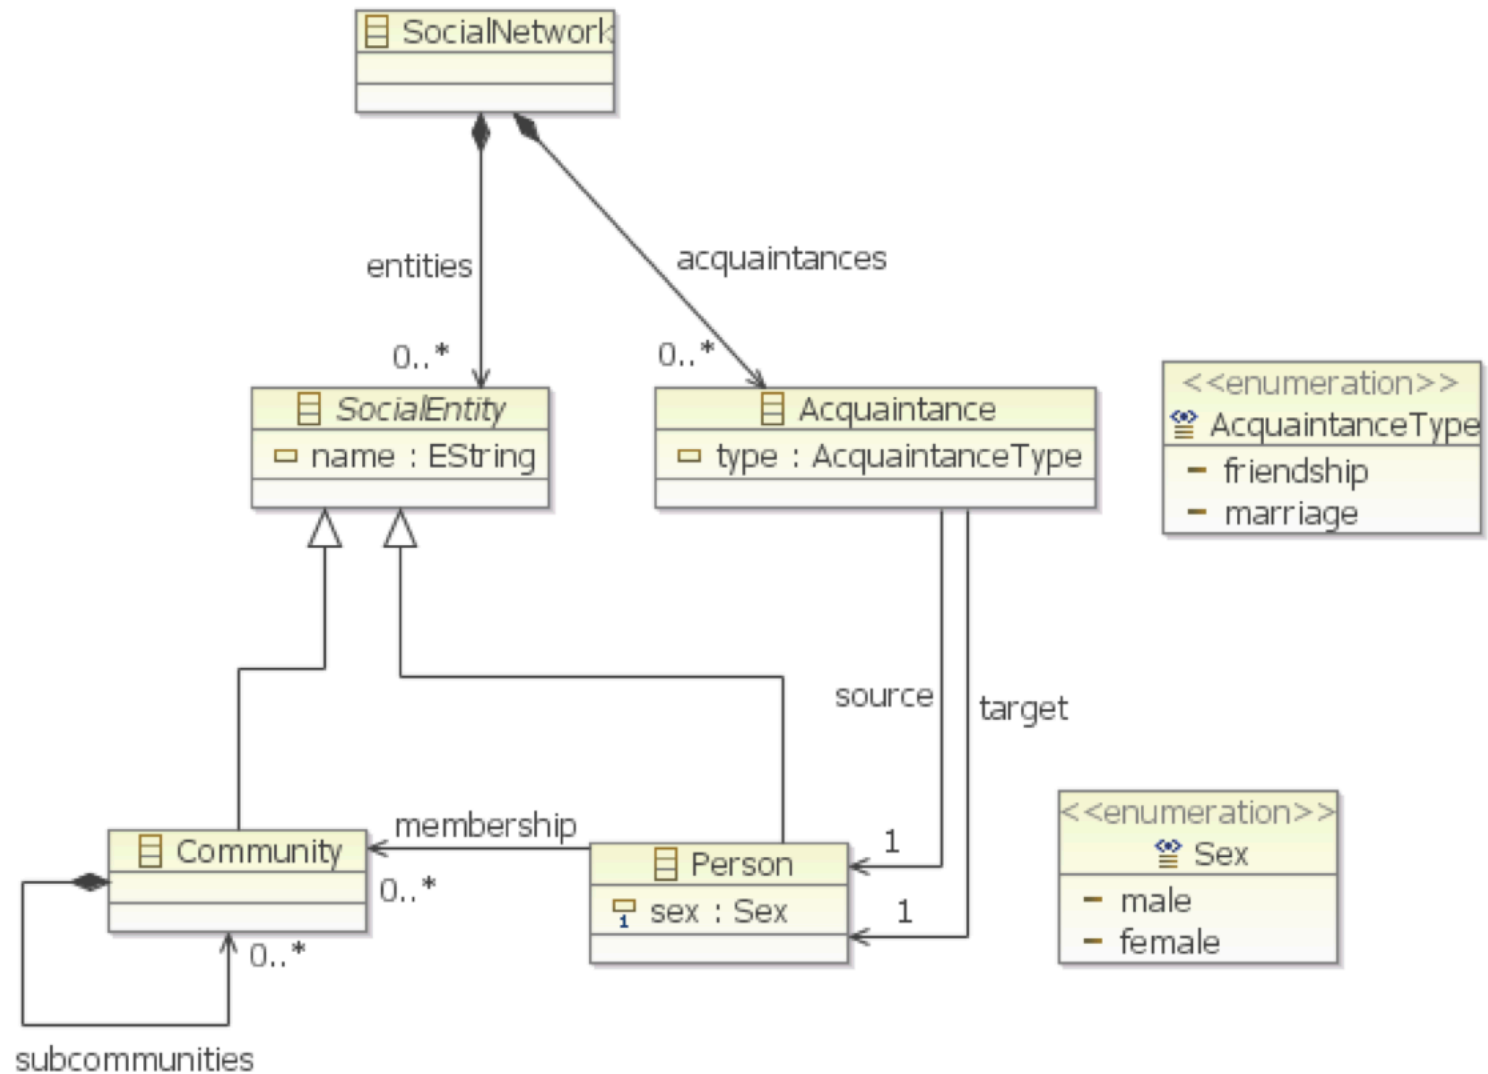 SocialNetwork
entities
acquaintances
0..*
0..*
SocialEntity
name : EString
Acquaintance
type : AcquaintanceType
<<enumeration>>
AcquaintanceType
friendship
marriage
source
target
membership
0..*
Community
0..*
subcommunities
1
1
Person
1
sex : Sex
<<enumeration>>
Sex
male
female